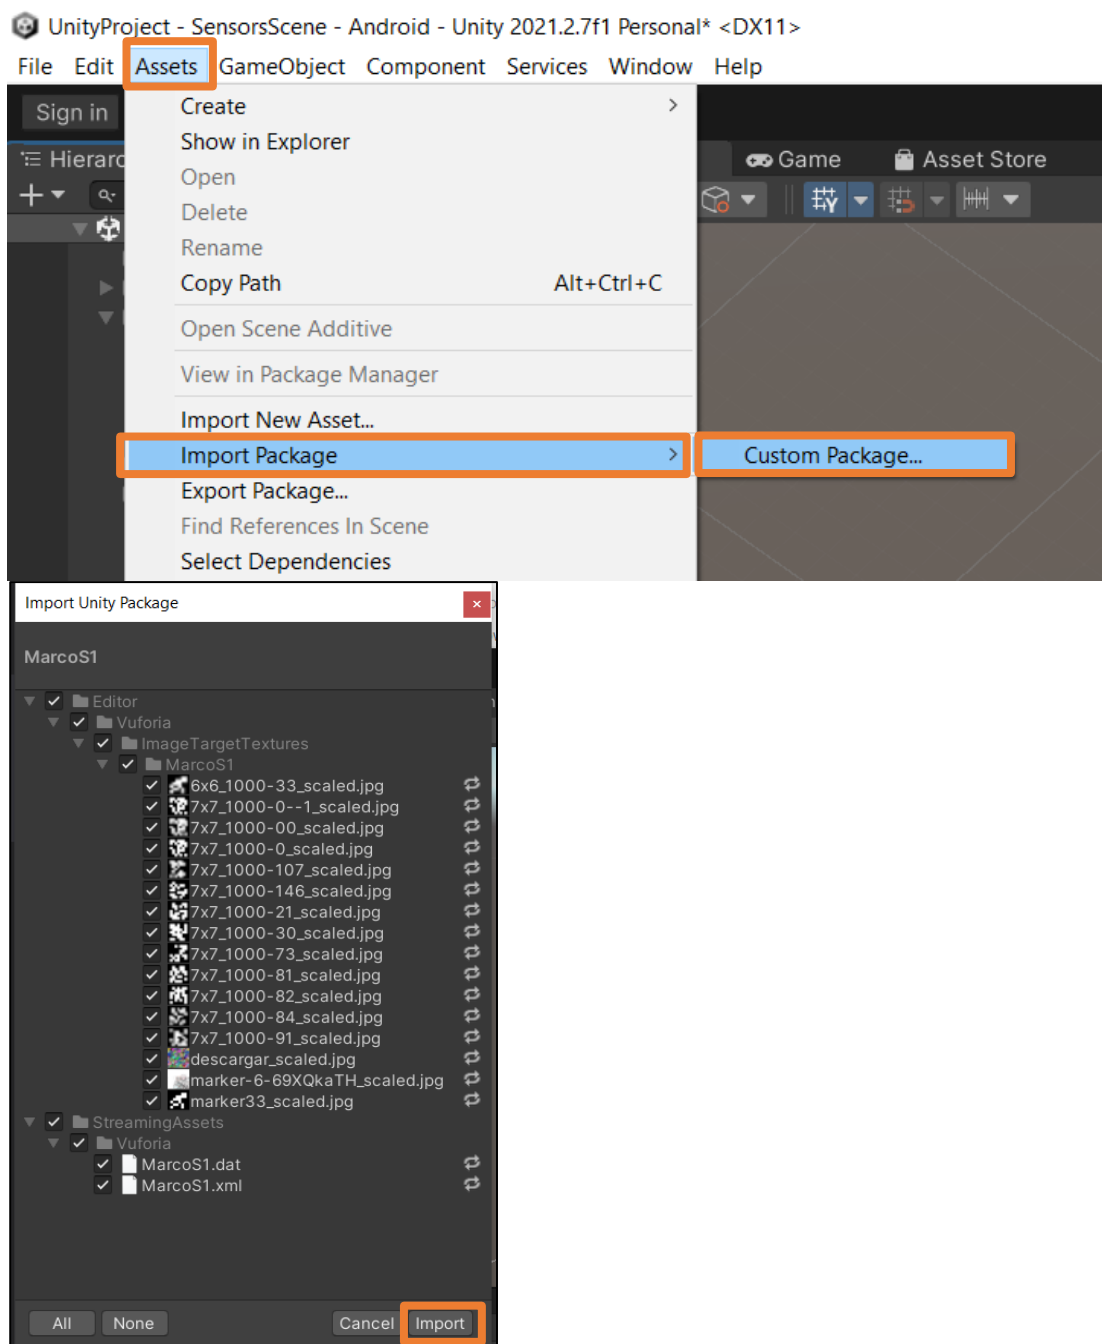 UnityProject - SensorsScene - Android - Unity 2021.2.7f1 Personal* <DX11>
File Edit Assets GameObject Component Services Window Help
Sign in
Create
Show in Explorer
Hierarc
Game
Asset Store
Open
Delete
Rename
Copy Path Alt+Ctrl+C
Open Scene Additive
View in Package Manager
Import New Asset...
Import Package
Custom Package...
Export Package...
Find References In Scene
Select Dependencies
Import Unity Package
MarcoS1
Editor
Vuforia
ImageTargetTextures
MarcoS1
6x6_1000-33_scaled.jpg
7x7_1000-0--1_scaled.jpg
7x7_1000-00_scaled.jpg
7x7_1000-0_scaled.jpg
7x7_1000-107_scaled.jpg
7x7_1000-146_scaled.jpg
7x7_1000-21_scaled.jpg
7x7_1000-30_scaled.jpg
7x7_1000-73_scaled.jpg
7x7_1000-81_scaled.jpg
7x7_1000-82_scaled.jpg
7x7_1000-84_scaled.jpg
7x7_1000-91_scaled.jpg
descargar_scaled.jpg
marker-6-69XQkaTH_scaled.jpg
marker33_scaled.jpg
StreamingAssets
Vuforia
MarcoS1.dat
MarcoS1.xml
All None Cancel Import